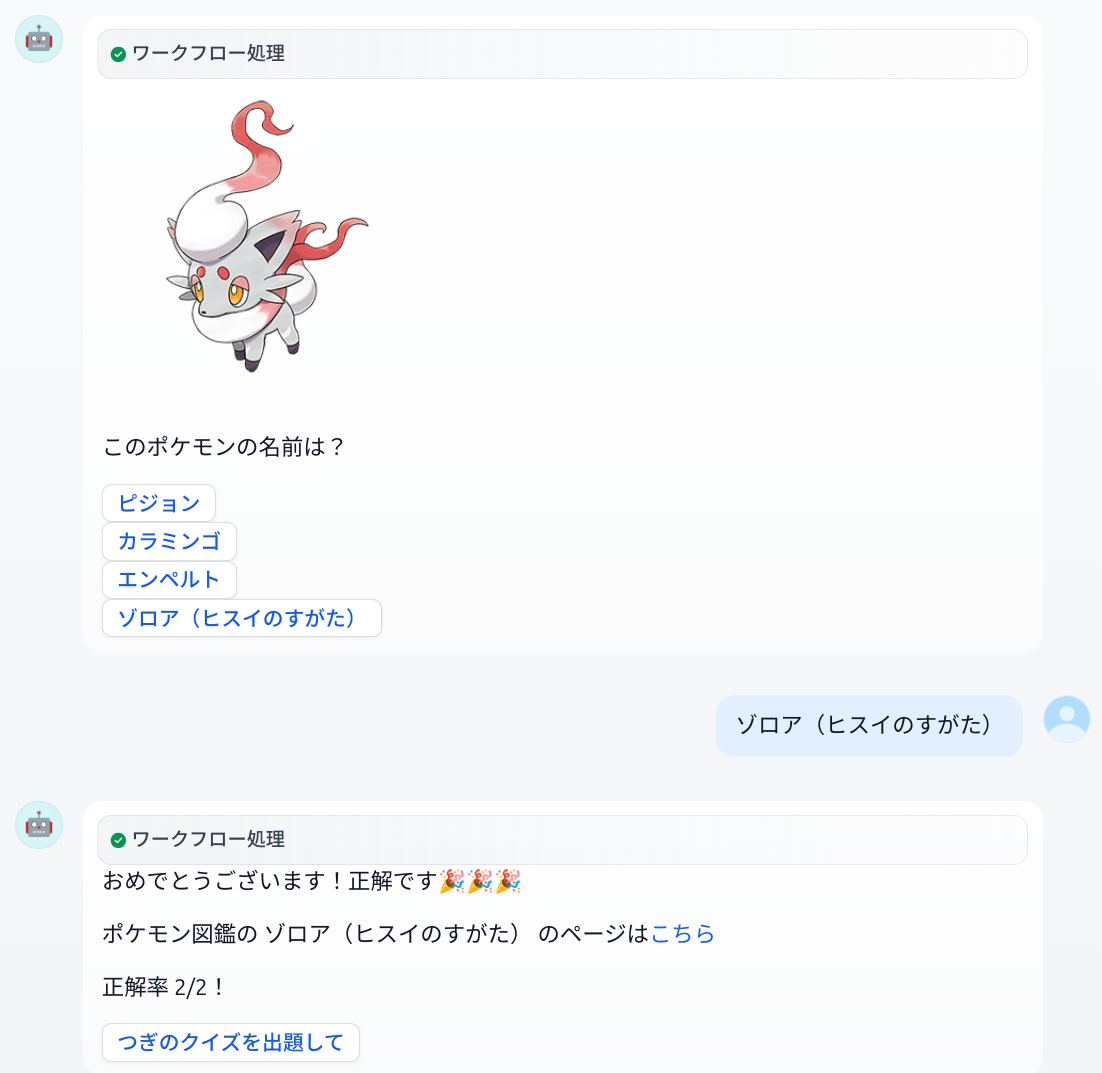 ワークフロー処理
このポケモンの名前は？
ピジョン
カラミンゴ
エンペルト
ゾロア（ヒスイのすがた）
ゾロア（ヒスイのすがた）
ワークフロー処理
おめでとうございます！正解です🎉🎉🎉
ポケモン図鑑の ゾロア（ヒスイのすがた） のページはこちら
正解率 2/2！
つぎのクイズを出題して